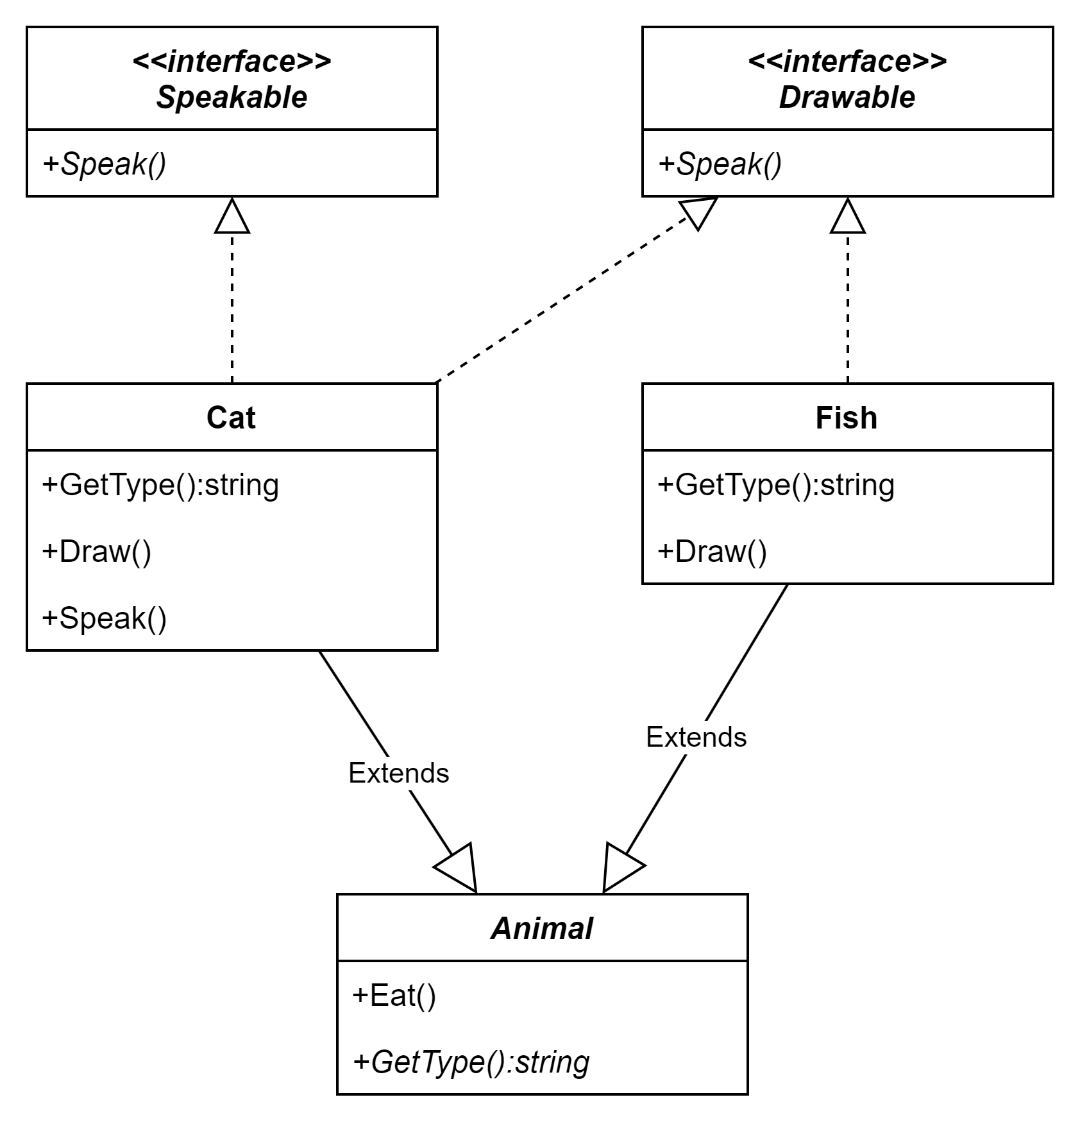 <<interface>>
Speakable
+Speak()
<<interface>>
Drawable
+Speak()
Cat
+GetType():string
+Draw()
+Speak()
Fish
+GetType():string
+Draw()
Extends
Extends
Animal
+Eat()
+GetType():string